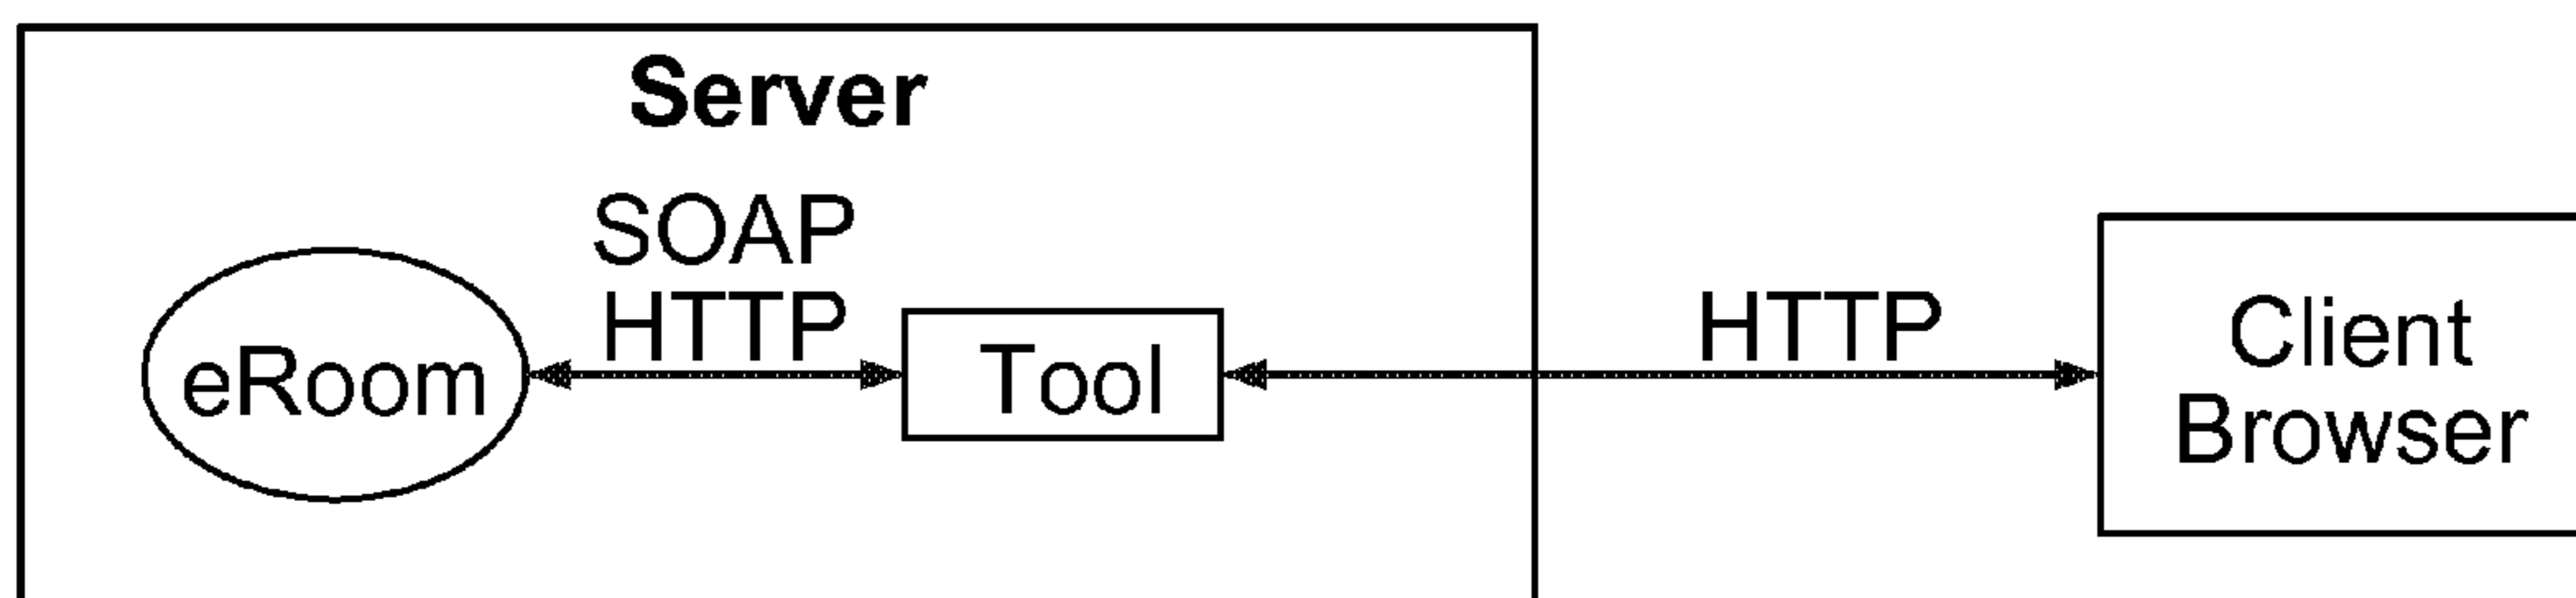 Server
SOAP
HTTP
eRoom
Tool
HTTP
Client
Browser